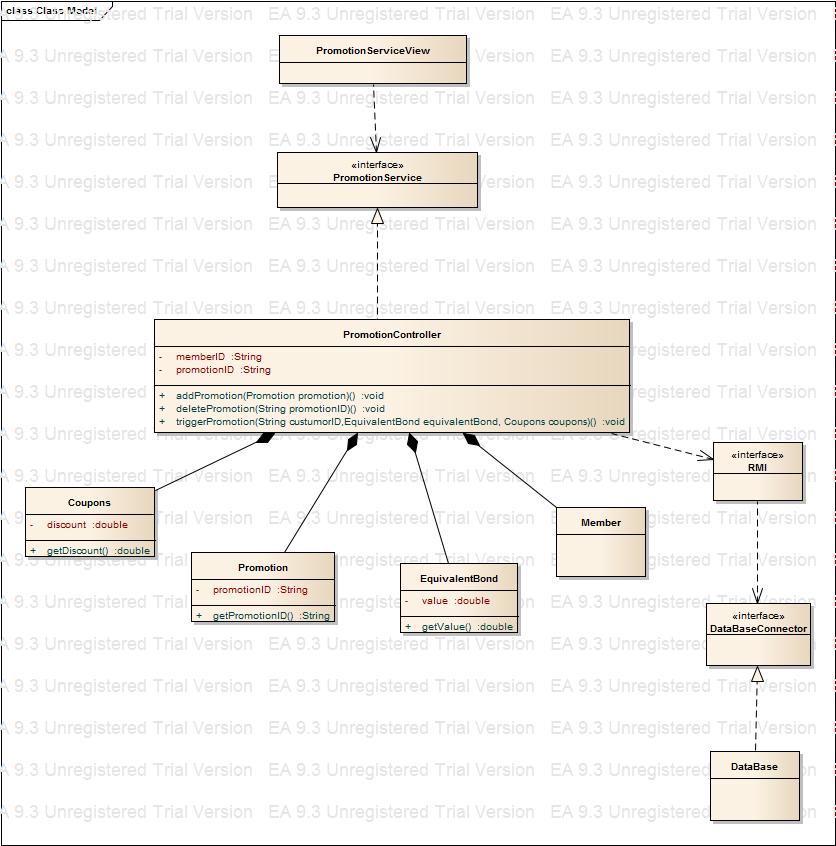 class Class Model
PromotionServiceView
«interface»
PromotionService
PromotionController
- memberID :String
- promotionID :String
+ addPromotion(Promotion promotion)() :void
+ deletePromotion(String promotionID)() :void
+ triggerPromotion(String custumorID,EquivalentBond equivalentBond, Coupons coupons)() :void
«interface»
RMI
Coupons
- discount :double
+ getDiscount() :double
Promotion
- promotionID :String
+ getPromotionID() :String
EquivalentBond
- value :double
+ getValue() :double
Member
«interface»
DataBaseConnector
DataBase
EA 9.3 Unregistered Trial Version